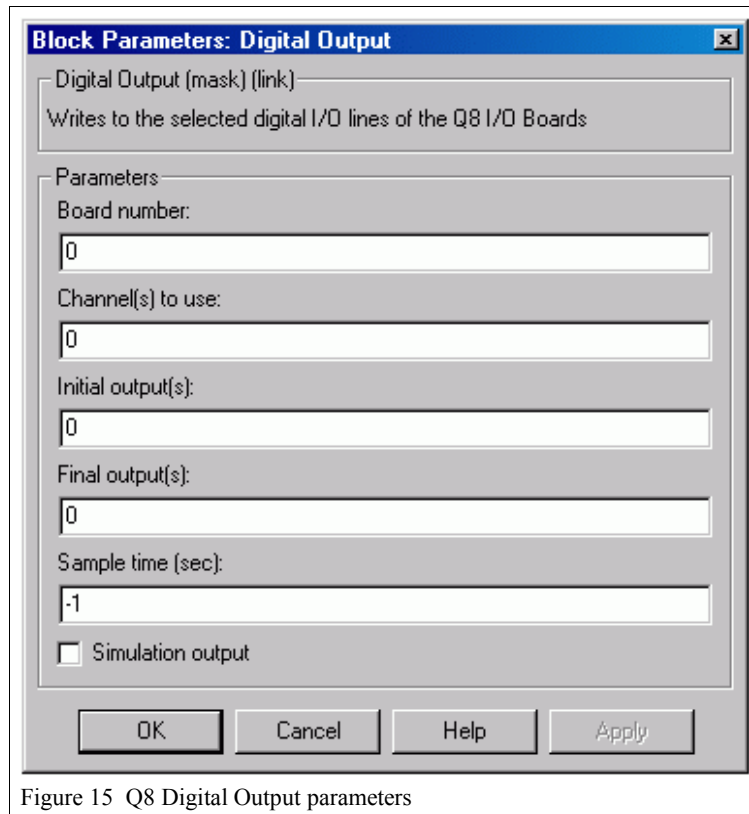 Block Parameters: Digital Output
Digital Output (mask) (link)
Writes to the selected digital I/O lines of the Q8 I/O Boards
Parameters
Board number:
0
Channel(s) to use:
0
Initial output(s):
0
Final output(s):
0
Sample time (sec):
-1
Simulation output
OK Cancel Help Apply
Figure 15 Q8 Digital Output parameters